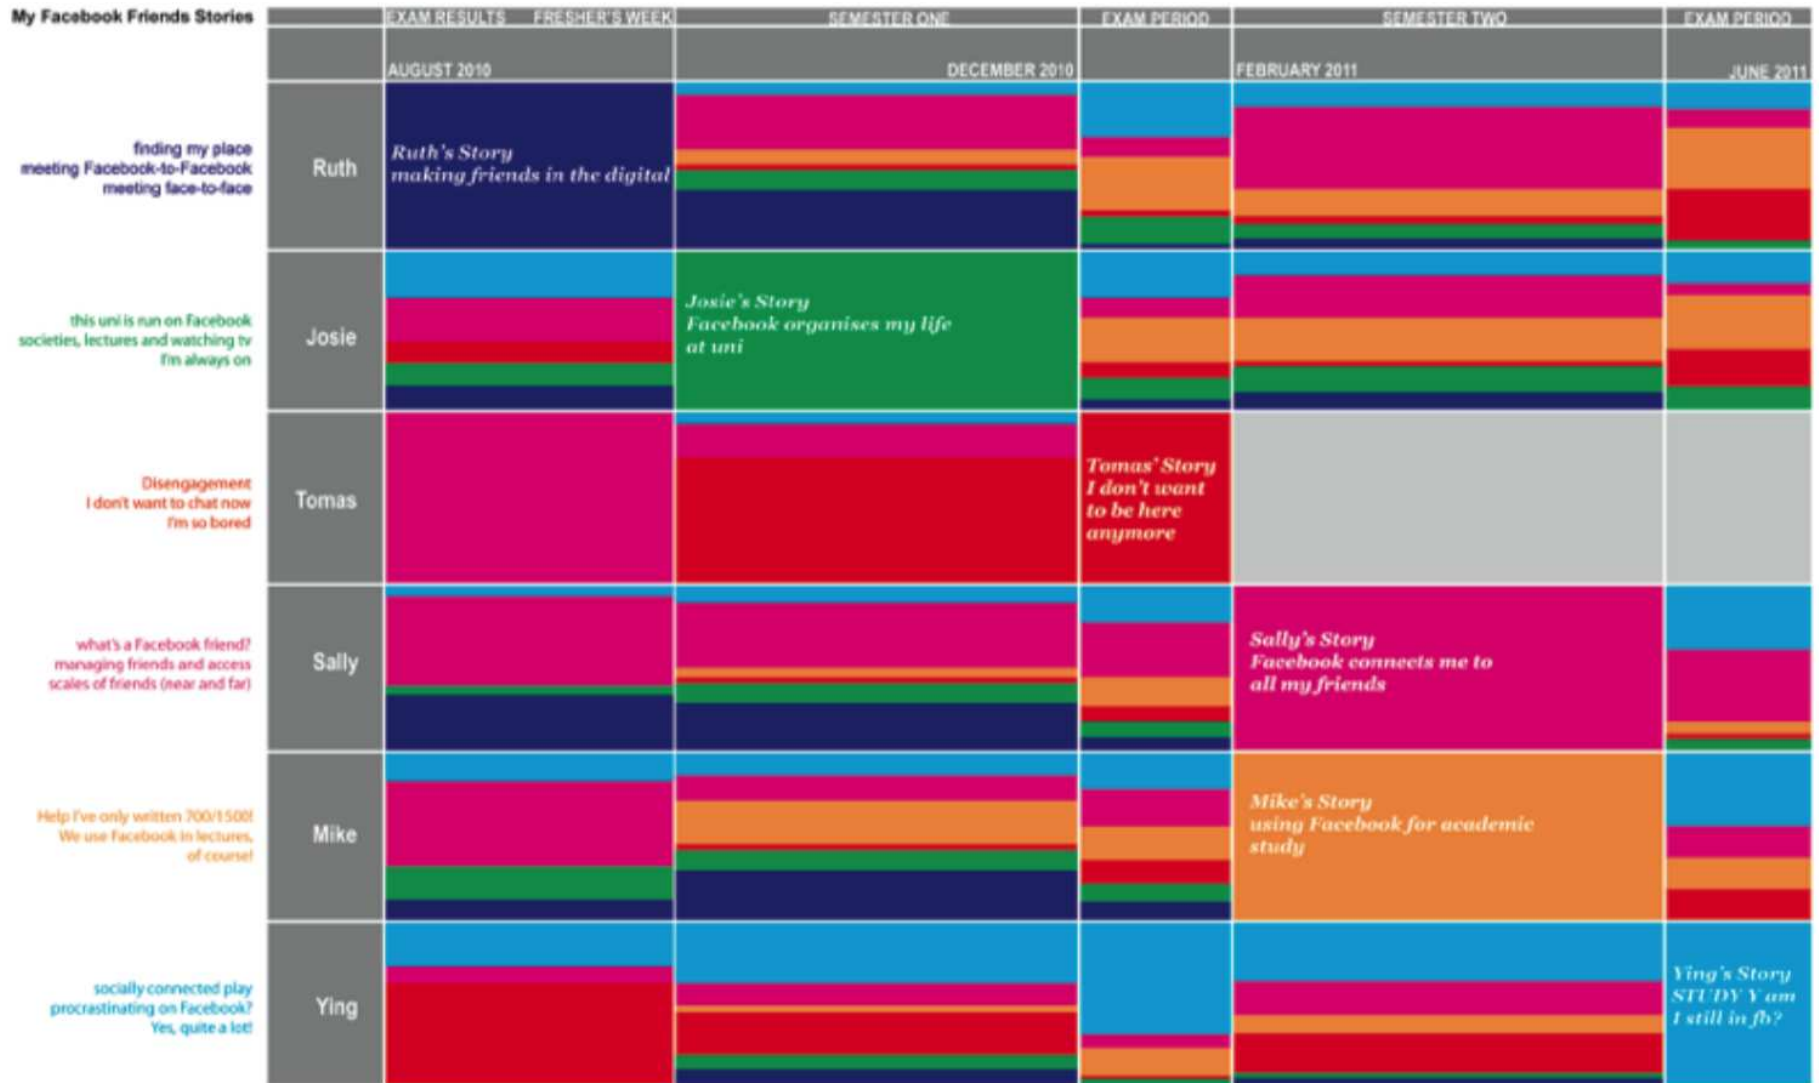 My Facebook Friends Stories
EXAM RESULTS FRESHER'S WEEK SEMESTER ONE EXAM PERIOD SEMESTER TWO EXAM PERIOD
AUGUST 2010 DECEMBER 2010 FEBRUARY 2011 JUNE 2011
finding my place
meeting Facebook-to-Facebook
meeting face-to-face
Ruth
Ruth's Story
making friends in the digital
this uni is run on Facebook
societies, lectures and watching tv
I'm always on
Josie
Josie's Story
Facebook organises my life
at uni
Disengagement
I don't want to chat now
I'm so bored
Tomas
Tomas' Story
I don't want
to be here
anymore
what's a Facebook friend?
managing friends and access
scales of friends (near and far)
Sally
Sally's Story
Facebook connects me to
all my friends
Help I've only written 700/1500!
We use Facebook in lectures,
of course!
Mike
Mike's Story
using Facebook for academic
study
socially connected play
procrastinating on Facebook?
Yes, quite a lot!
Ying
Ying's Story
STUDY Y am
I still in fb?